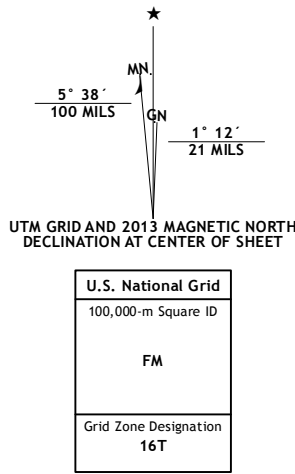 MN.
5° 38´
100 MILS
GN
1° 12´
21 MILS
UTM GRID AND 2013 MAGNETIC NORTH
DECLINATION AT CENTER OF SHEET
U.S. National Grid
100,000-m Square ID
FM
Grid Zone Designation
16T